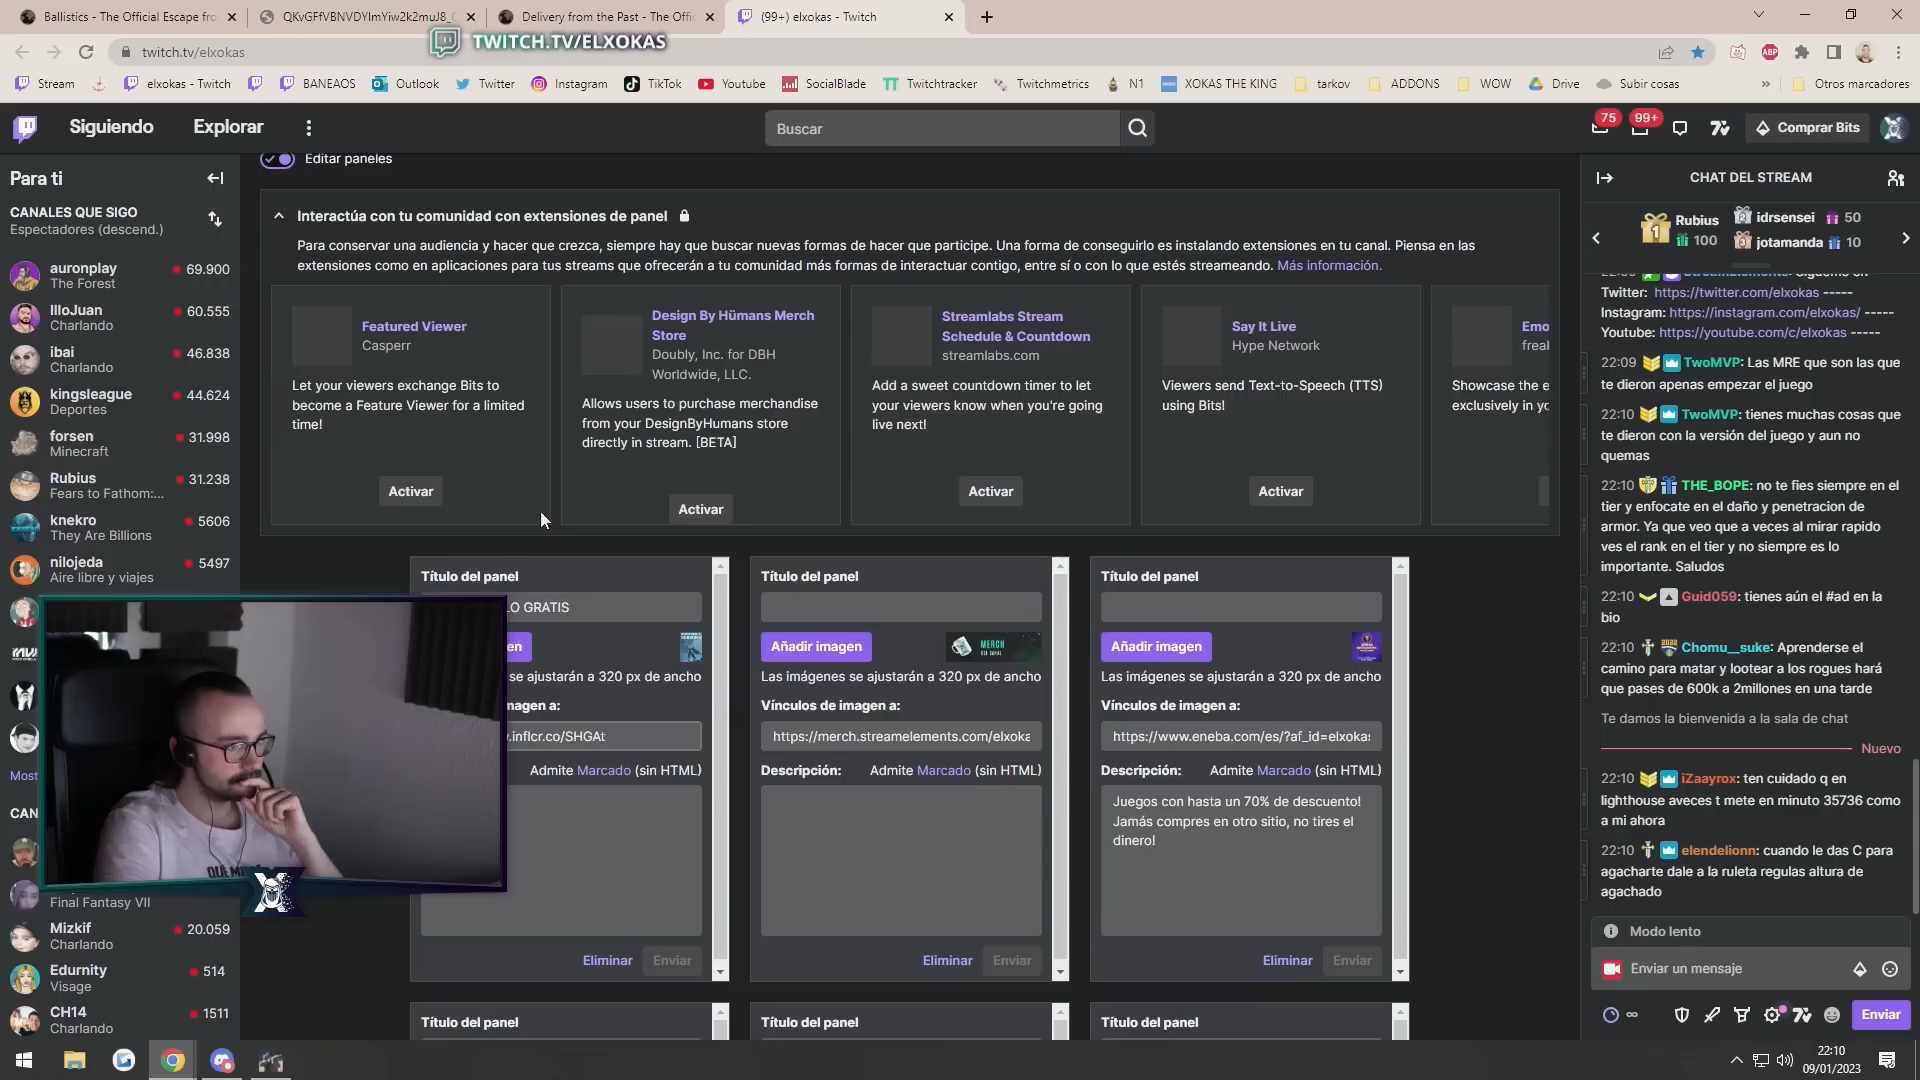 Ballistics - The Official Escape fro
QKvGFfVBNVDYImYiw2k2muJ8_
Delivery from the Past - The Offic
(99+) elxokas - Twitch
twitch.tv/elxokas
TWITCH.TV/ELXOKAS
ABP
Stream
elxokas - Twitch
BANEAOS
Outlook
Twitter
Instagram
TikTok
Youtube
SocialBlade
Twitchtracker
Twitchmetrics
N1
XOKAS THE KING
tarkov
ADDONS
WOW
Drive
Subir cosas
Otros marcadores
Siguiendo
Explorar
Buscar
75
99+
Comprar Bits
Para ti
CANALES QUE SIGO
Espectadores (descend.)
auronplay
69.900
The Forest
IlloJuan
60.555
Charlando
ibai
46.838
Charlando
kingsleague
44.624
Deportes
forsen
31.998
Minecraft
Rubius
31.238
Fears to Fathom:...
knekro
5606
They Are Billions
nilojeda
5497
Aire libre y viajes
Most
CAN
Final Fantasy VII
Mizkif
20.059
Charlando
Edurnity
514
Visage
CH14
1511
Charlando
Editar paneles
Interactúa con tu comunidad con extensiones de panel
Para conservar una audiencia y hacer que crezca, siempre hay que buscar nuevas formas de hacer que participe. Una forma de conseguirlo es instalando extensiones en tu canal. Piensa en las
extensiones como en aplicaciones para tus streams que ofrecerán a tu comunidad más formas de interactuar contigo, entre sí o con lo que estés streameando. Más información.
Featured Viewer
Casperr
Let your viewers exchange Bits to
become a Feature Viewer for a limited
time!
Activar
Design By Hümans Merch
Store
Doubly, Inc. for DBH
Worldwide, LLC.
Allows users to purchase merchandise
from your DesignByHumans store
directly in stream. [BETA]
Activar
Streamlabs Stream
Schedule & Countdown
streamlabs.com
Add a sweet countdown timer to let
your viewers know when you're going
live next!
Activar
Say It Live
Hype Network
Viewers send Text-to-Speech (TTS)
using Bits!
Activar
Emo
freal
Showcase the e
exclusively in yo
Título del panel
LO GRATIS
en
se ajustarán a 320 px de ancho
magen a:
.inflcr.co/SHGAt
Admite Marcado (sin HTML)
Eliminar
Enviar
Título del panel
Añadir imagen
MERCH
DEL CANAL
Las imágenes se ajustarán a 320 px de ancho
Vínculos de imagen a:
https://merch.streamelements.com/elxoka
Descripción:
Admite Marcado (sin HTML)
Eliminar
Enviar
Título del panel
Añadir imagen
Las imágenes se ajustarán a 320 px de ancho
Vínculos de imagen a:
https://www.eneba.com/es/?af_id=elxokas
Descripción:
Admite Marcado (sin HTML)
Juegos con hasta un 70% de descuento!
Jamás compres en otro sitio, no tires el
dinero!
Eliminar
Enviar
Título del panel
Título del panel
Título del panel
CHAT DEL STREAM
1
Rubius
100
2
idrsensei
50
3
jotamanda
10
Twitter: https://twitter.com/elxokas -----
Instagram: https://instagram.com/elxokas/ -----
Youtube: https://youtube.com/c/elxokas -----
22:09 TwoMVP: Las MRE que son las que
te dieron apenas empezar el juego
22:10 TwoMVP: tienes muchas cosas que
te dieron con la versión del juego y aun no
quemas
22:10 THE_BOPE: no te fies siempre en el
tier y enfocate en el daño y penetracion de
armor. Ya que veo que a veces al mirar rapido
ves el rank en el tier y no siempre es lo
importante. Saludos
22:10 Guid059: tienes aún el #ad en la
bio
22:10 Chomu__suke: Aprenderse el
camino para matar y lootear a los rogues hará
que pases de 600k a 2millones en una tarde
Te damos la bienvenida a la sala de chat
Nuevo
22:10 iZaayrox: ten cuidado q en
lighthouse aveces t mete en minuto 35736 como
a mi ahora
22:10 elendelionn: cuando le das C para
agacharte dale a la ruleta regulas altura de
agachado
Modo lento
Enviar un mensaje
Enviar
22:10
09/01/2023